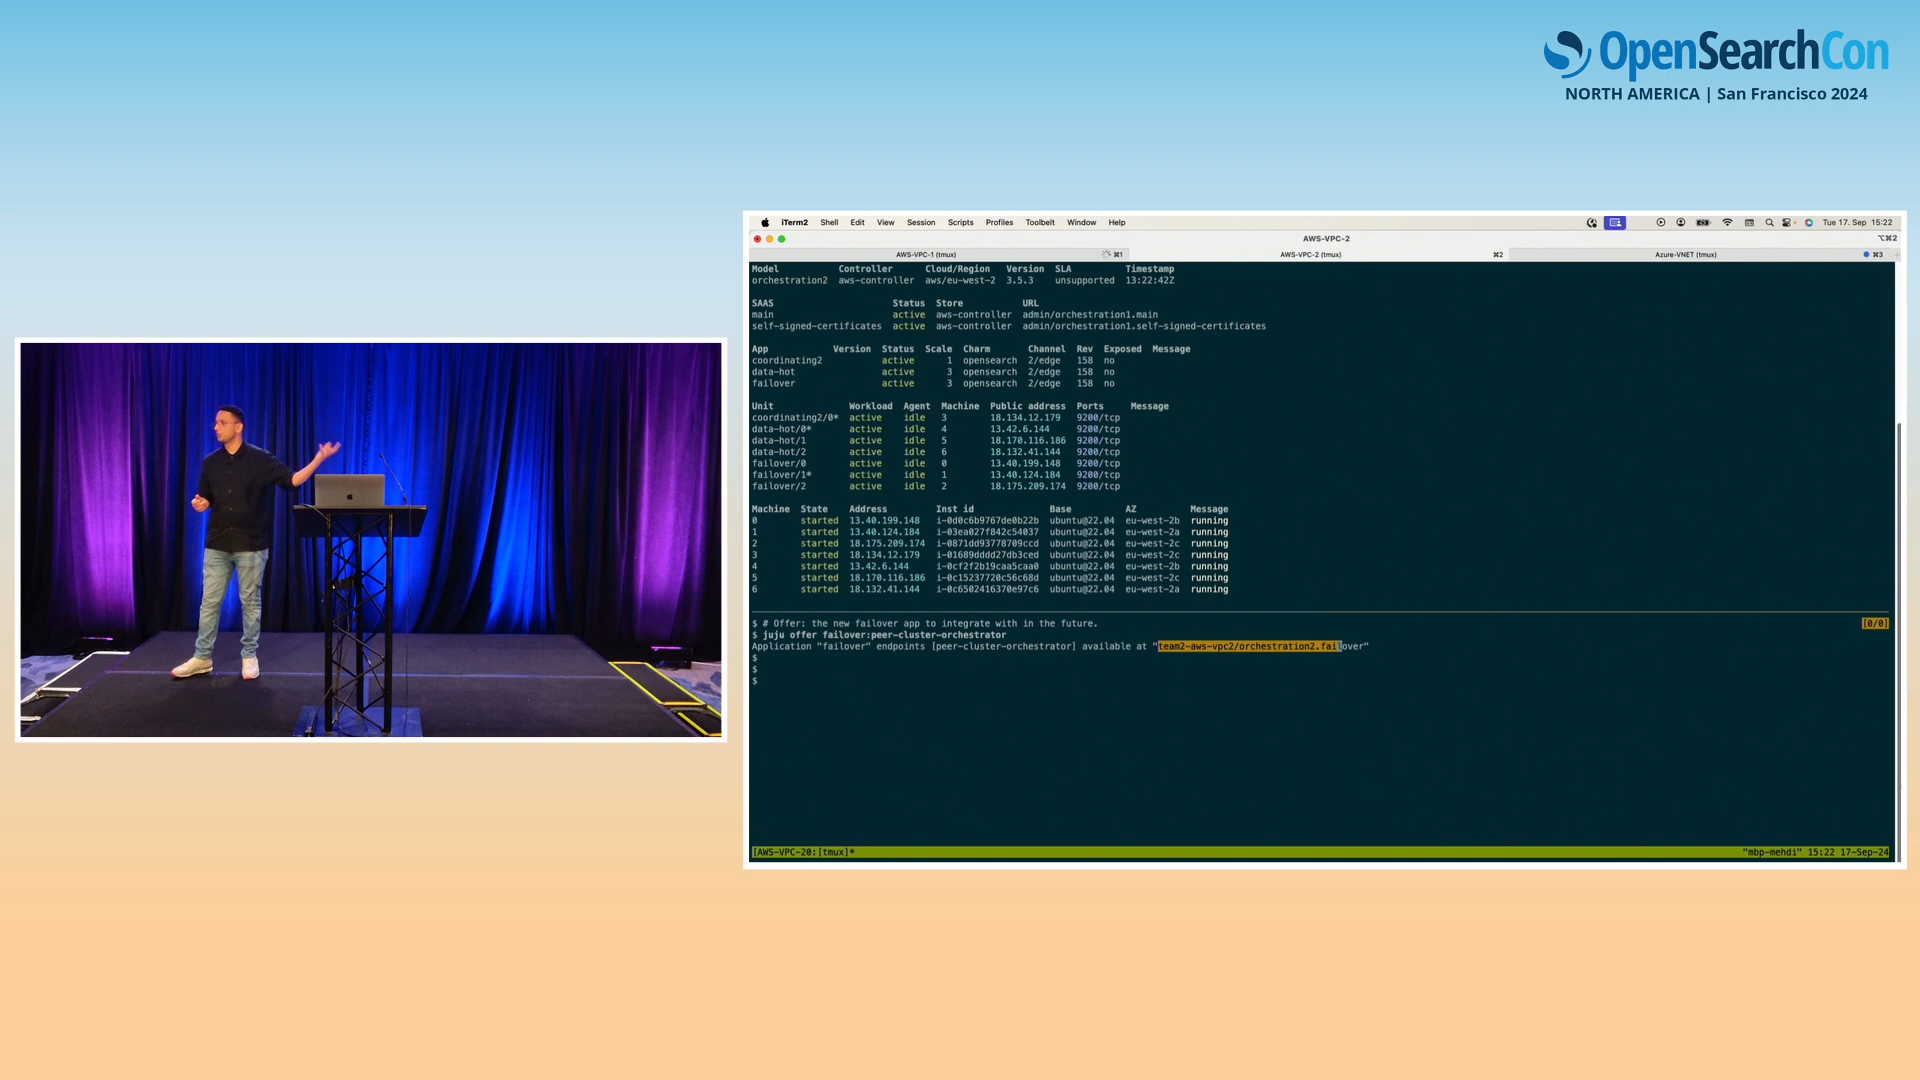 OpenSearchCon
NORTH AMERICA | San Francisco 2024
iTerm2 Shell Edit View Session Scripts Profiles Toolbelt Window Help
Tue 17. Sep 15:22
AWS-VPC-2
⌥⌘2
AWS-VPC-1 (tmux) ⌘1 AWS-VPC-2 (tmux) ⌘2 Azure-VNET (tmux) ⌘3
Model Controller Cloud/Region Version SLA Timestamp
orchestration2 aws-controller aws/eu-west-2 3.5.3 unsupported 13:22:42Z
SAAS Status Store URL
main active aws-controller admin/orchestration1.main
self-signed-certificates active aws-controller admin/orchestration1.self-signed-certificates
App Version Status Scale Charm Channel Rev Exposed Message
coordinating2 active 1 opensearch 2/edge 158 no
data-hot active 3 opensearch 2/edge 158 no
failover active 3 opensearch 2/edge 158 no
Unit Workload Agent Machine Public address Ports Message
coordinating2/0* active idle 3 18.134.12.179 9200/tcp
data-hot/0* active idle 4 13.42.6.144 9200/tcp
data-hot/1 active idle 5 18.170.116.186 9200/tcp
data-hot/2 active idle 6 18.132.41.144 9200/tcp
failover/0 active idle 0 13.40.199.148 9200/tcp
failover/1* active idle 1 13.40.124.184 9200/tcp
failover/2 active idle 2 18.175.209.174 9200/tcp
Machine State Address Inst id Base AZ Message
0 started 13.40.199.148 i-0d0c6b9767de0b22b ubuntu@22.04 eu-west-2b running
1 started 13.40.124.184 i-03ea027f842c54037 ubuntu@22.04 eu-west-2a running
2 started 18.175.209.174 i-0871dd93778709ccd ubuntu@22.04 eu-west-2c running
3 started 18.134.12.179 i-01689dddd27db3ced ubuntu@22.04 eu-west-2c running
4 started 13.42.6.144 i-0cf2f2b19caa5caa0 ubuntu@22.04 eu-west-2b running
5 started 18.170.116.186 i-0c15237720c56c68d ubuntu@22.04 eu-west-2c running
6 started 18.132.41.144 i-0c6502416370e97c6 ubuntu@22.04 eu-west-2a running
$ # Offer: the new failover app to integrate with in the future. [0/0]
$ juju offer failover:peer-cluster-orchestrator
Application "failover" endpoints [peer-cluster-orchestrator] available at "team2-aws-vpc2/orchestration2.failover"
$
$
$
[AWS-VPC-20:[tmux]* "mbp-mehdi" 15:22 17-Sep-24